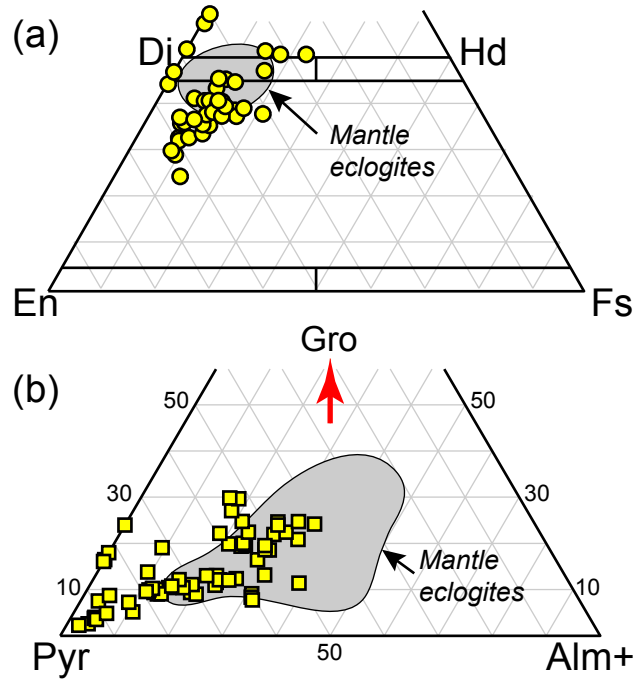 (a)
Di
Hd
Mantle
eclogites
En
Fs
Gro
(b)
50
50
30
30
10
10
Mantle
eclogites
Pyr
50
Alm+